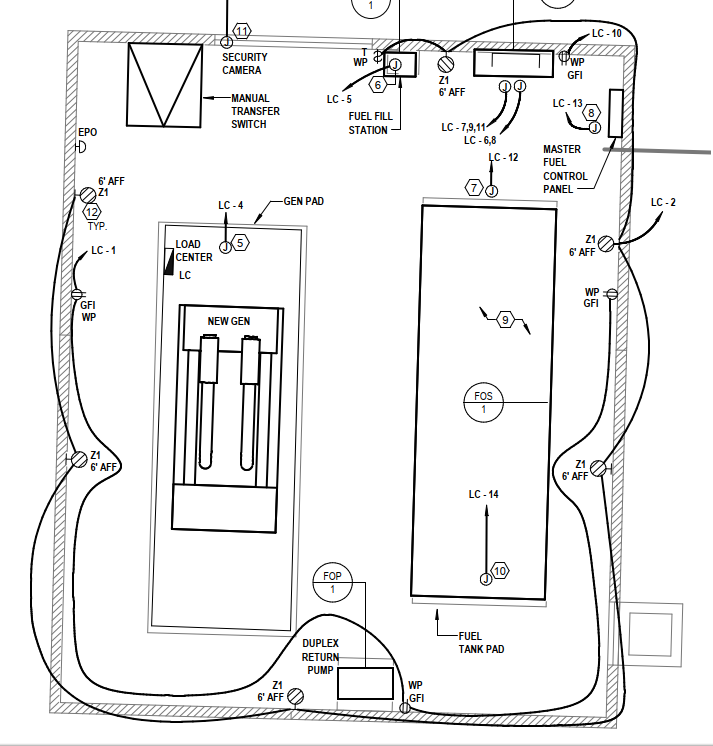 1
11
SECURITY
CAMERA
T
WP
LC - 5
6
FUEL FILL
STATION
Z1
6' AFF
LC - 10
WP
GFI
J
J
J
J
LC - 7,9,11
LC - 6,8
LC - 13
8
J
MASTER
FUEL
CONTROL
PANEL
MANUAL
TRANSFER
SWITCH
EPO
6' AFF
Z1
12
TYP.
LC - 1
GFI
WP
LC - 12
7
J
LC - 4
GEN PAD
J
5
LOAD
CENTER
LC
NEW GEN
LC - 2
Z1
6' AFF
WP
GFI
9
FOS
1
Z1
6' AFF
Z1
6' AFF
LC - 14
J
10
FOP
1
FUEL
TANK PAD
DUPLEX
RETURN
PUMP
Z1
6' AFF
WP
GFI